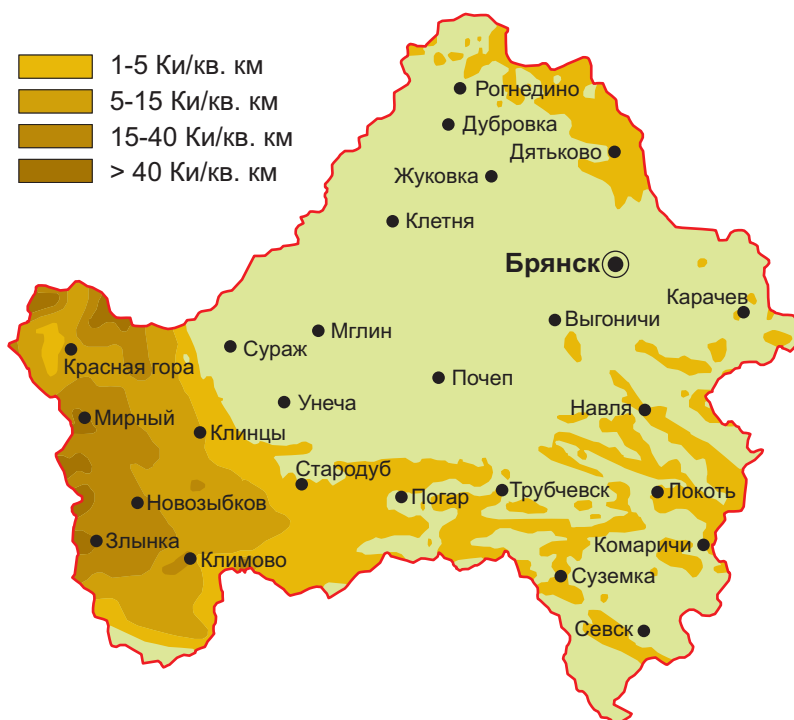 1-5 Ки/кв. км
5-15 Ки/кв. км
15-40 Ки/кв. км
> 40 Ки/кв. км
Рогнедино
Дубровка
Дятьково
Жуковка
Клетня
Брянск
Карачев
Выгоничи
Мглин
Сураж
Красная гора
Почеп
Унеча
Навля
Мирный
Клинцы
Стародуб
Погар
Трубчевск
Локоть
Новозыбков
Злынка
Климово
Комаричи
Суземка
Севск